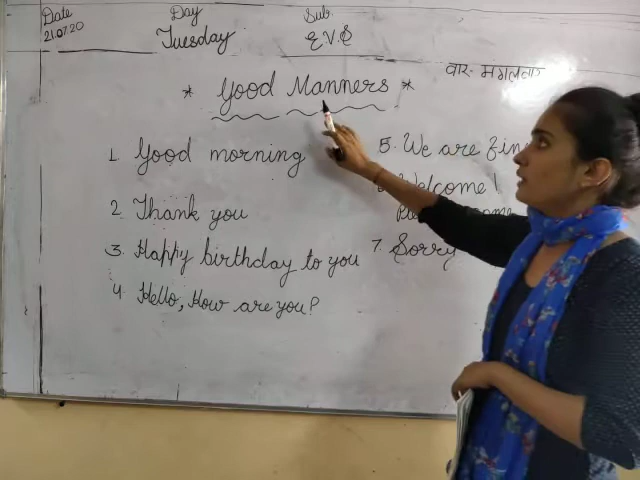 Date
21.07.20
Day
Tuesday
Sub
E.V.S
वार- मंगलवार
* Good Manners *
1. Good morning
2. Thank you
3. Happy birthday to you
4. Hello, How are you?
5. We are fin
Welcome!
7. Sorry